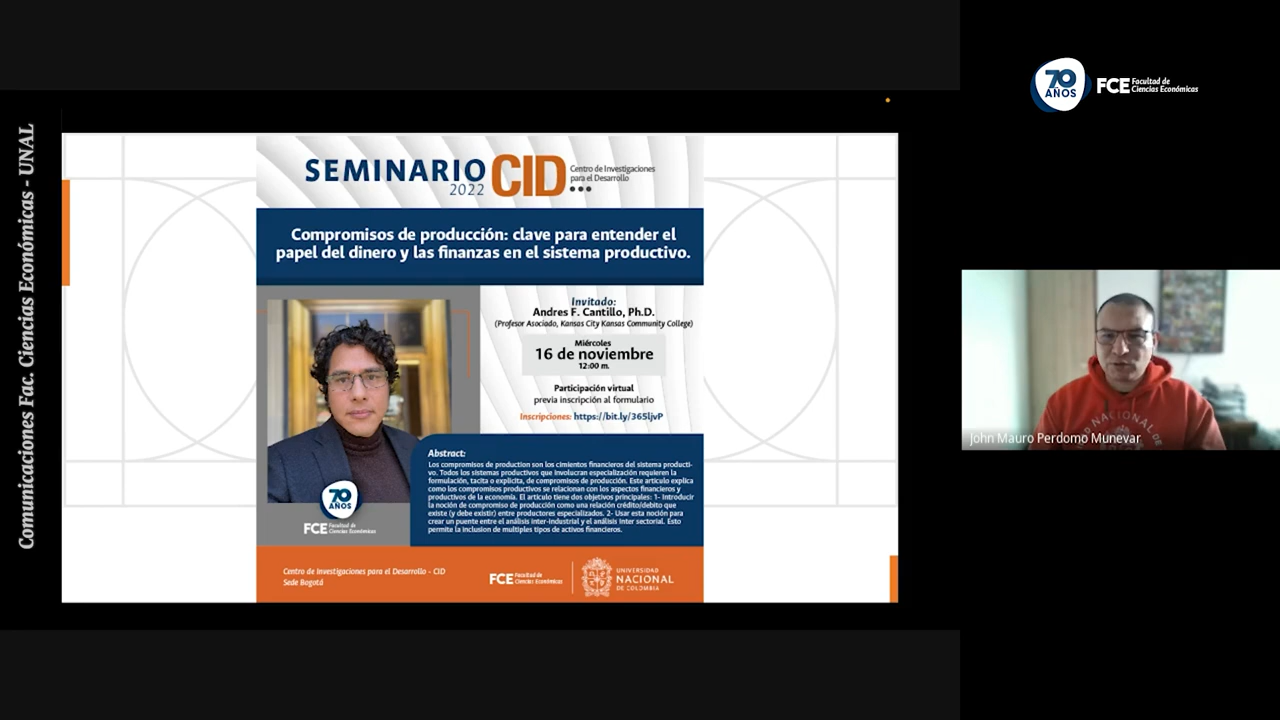 Comunicaciones Fac. Ciencias Económicas - UNAL
SEMINARIO
2022
CID
Centro de Investigaciones
para el Desarrollo
Compromisos de producción: clave para entender el
papel del dinero y las finanzas en el sistema productivo.
Invitado:
Andres F. Cantillo, Ph.D.
(Profesor Asociado, Kansas City Kansas Community College)
Miércoles
16 de noviembre
12:00 m.
Participación virtual
previa inscripción al formulario
Inscripciones: https://bit.ly/365ljvP
Abstract:
Los compromisos de production son los cimientos financieros del sistema producti-
vo. Todos los sistemas productivos que involucran especialización requieren la
formulación, tacita o explicita, de compromisos de producción. Este articulo explica
como los compromisos productivos se relacionan con los aspectos financieros y
productivos de la economía. El articulo tiene dos objetivos principales: 1- Introducir
la noción de compromiso de producción como una relación crédito/debito que
existe (y debe existir) entre productores especializados. 2- Usar esta noción para
crear un puente entre el análisis inter-industrial y el análisis inter sectorial. Esto
permite la inclusion de multiples tipos de activos financieros.
70
AÑOS
FCE Facultad de
Ciencias Económicas
Centro de Investigaciones para el Desarrollo - CID
Sede Bogotá
FCE Facultad de
Ciencias Económicas
UNIVERSIDAD
NACIONAL
DE COLOMBIA
70
AÑOS
FCE Facultad de
Ciencias Económicas
NACIONAL
John Mauro Perdomo Munevar